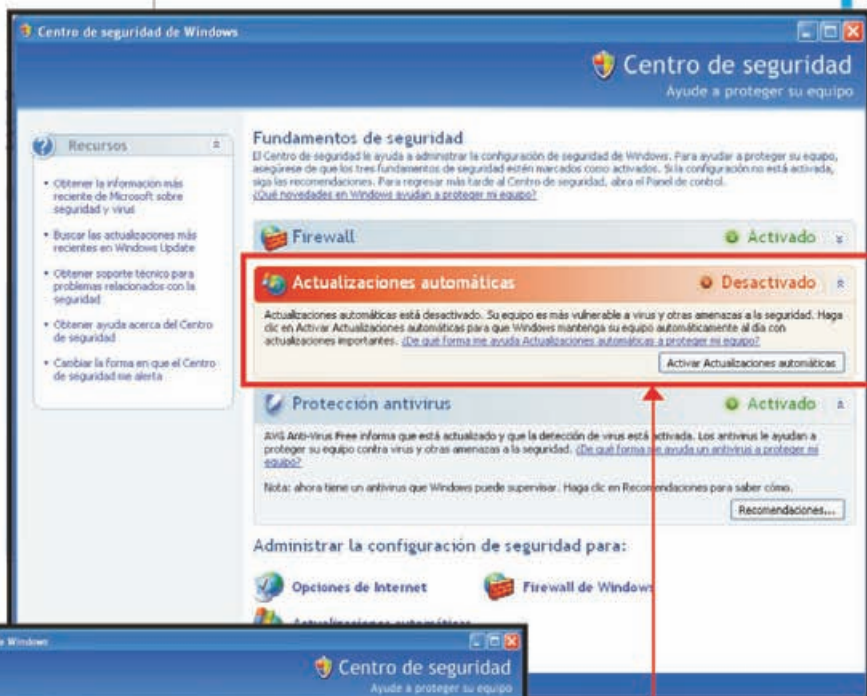 Centro de seguridad de Windows
Centro de seguridad
Ayude a proteger su equipo
Recursos
• Obtener la información más
reciente de Microsoft sobre
seguridad y virus
• Buscar las actualizaciones más
recientes en Windows Update
• Obtener soporte técnico para
problemas relacionados con la
seguridad
• Obtener ayuda acerca del Centro
de seguridad
• Cambiar la forma en que el Centro
de seguridad me alerta
Fundamentos de seguridad
El Centro de seguridad le ayuda a administrar la configuración de seguridad de Windows. Para ayudar a proteger su equipo,
asegúrese de que los tres fundamentos de seguridad estén marcados como activados. Si la configuración no está activada,
siga las recomendaciones. Para regresar más tarde al Centro de seguridad, abra el Panel de control.
¿Qué novedades en Windows ayudan a proteger mi equipo?
Firewall Activado
Actualizaciones automáticas Desactivado
Actualizaciones automáticas está desactivado. Su equipo es más vulnerable a virus y otras amenazas a la seguridad. Haga
clic en Activar Actualizaciones automáticas para que Windows mantenga su equipo automáticamente al día con
actualizaciones importantes. ¿De qué forma me ayuda Actualizaciones automáticas a proteger mi equipo?
Activar Actualizaciones automáticas
Protección antivirus Activado
AVG Anti-Virus Free informa que está actualizado y que la detección de virus está activada. Los antivirus le ayudan a
proteger su equipo contra virus y otras amenazas a la seguridad. ¿De qué forma me ayuda un antivirus a proteger mi
equipo?
Nota: ahora tiene un antivirus que Windows puede supervisar. Haga clic en Recomendaciones para saber cómo.
Recomendaciones...
Administrar la configuración de seguridad para:
Opciones de Internet Firewall de Windows
Actualizaciones automáticas
Windows
Centro de seguridad
Ayude a proteger su equipo